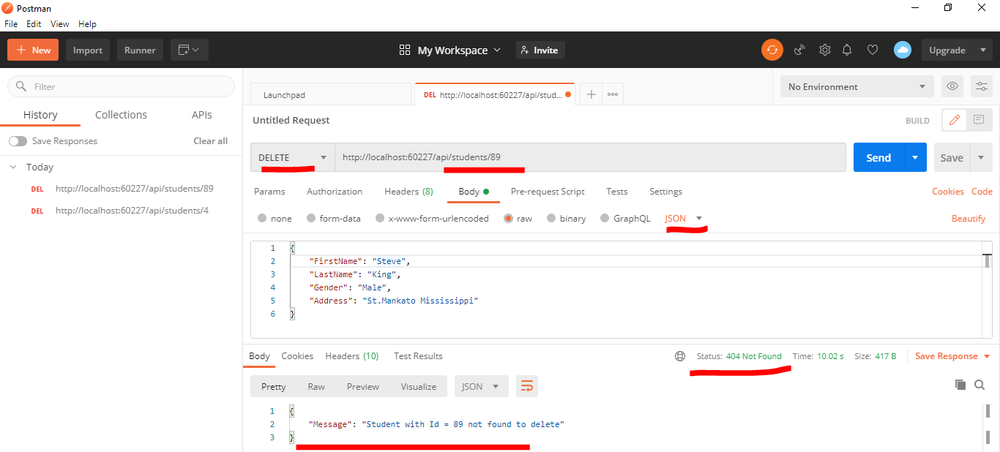 Postman
File Edit View Help
New Import Runner My Workspace Invite Upgrade
Filter
History Collections APIs
Save Responses Clear all
Today
DEL http://localhost:60227/api/students/89
DEL http://localhost:60227/api/students/4
Launchpad DEL http://localhost:60227/api/stud... No Environment
Untitled Request BUILD
DELETE http://localhost:60227/api/students/89 Send Save
Params Authorization Headers (8) Body Pre-request Script Tests Settings Cookies Code
none form-data x-www-form-urlencoded raw binary GraphQL JSON Beautify
1 {
2 "FirstName": "Steve",
3 "LastName": "King",
4 "Gender": "Male",
5 "Address": "St.Mankato Mississippi"
6 }
Body Cookies Headers (10) Test Results Status: 404 Not Found Time: 10.02 s Size: 417 B Save Response
Pretty Raw Preview Visualize JSON
1 {
2 "Message": "Student with Id = 89 not found to delete"
3 }